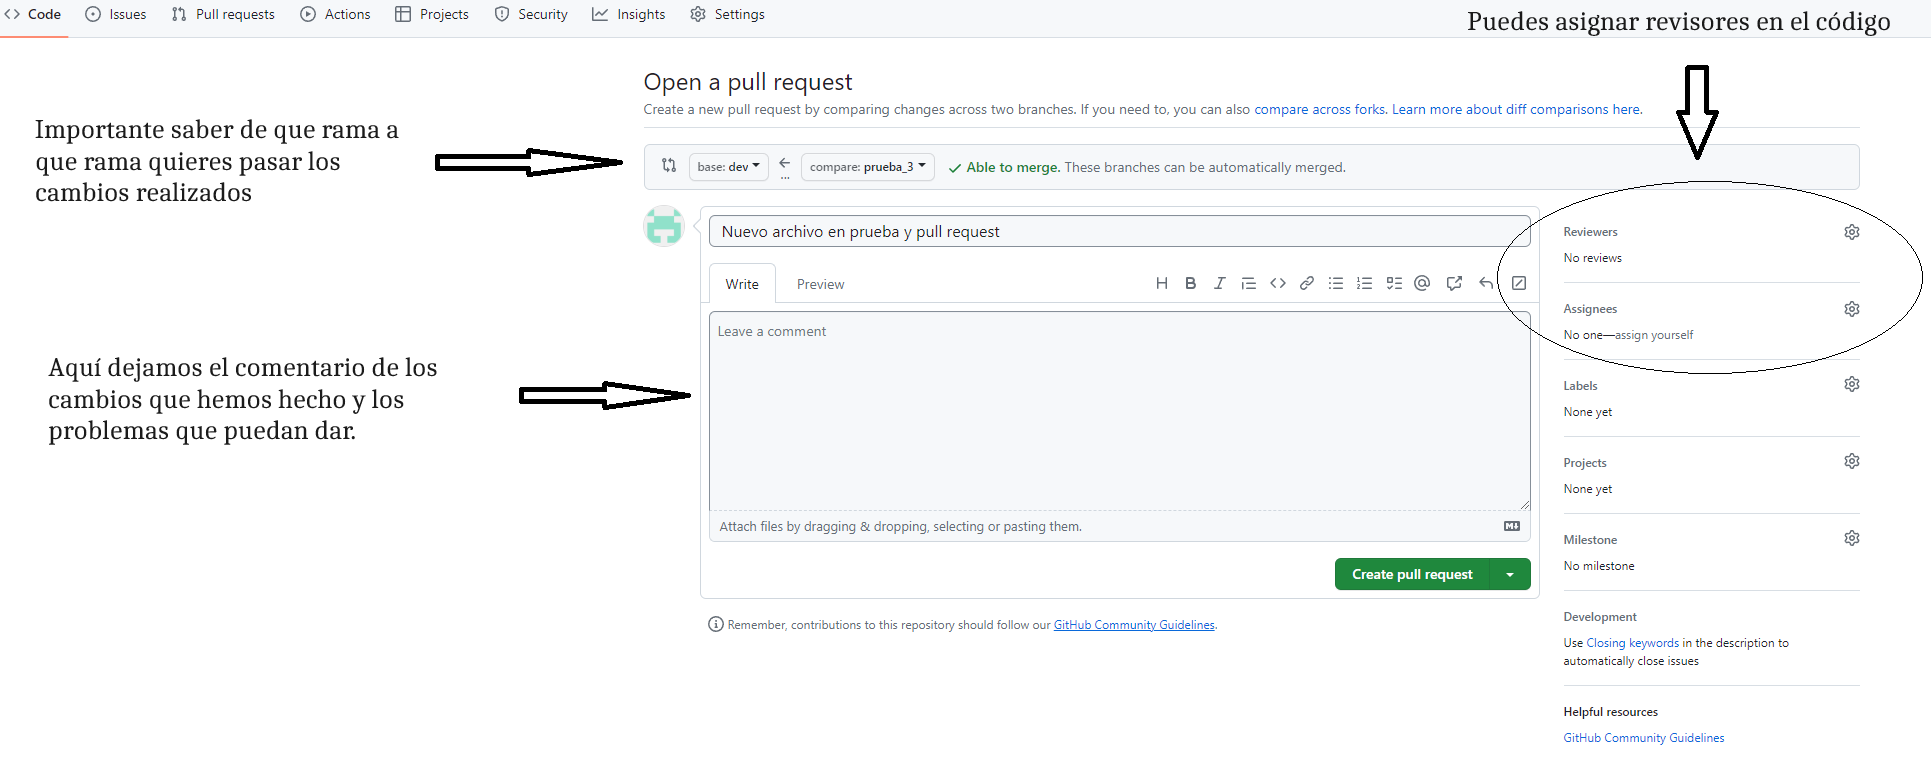 Code Issues Pull requests Actions Projects Security Insights Settings
Puedes asignar revisores en el código
Open a pull request
Create a new pull request by comparing changes across two branches. If you need to, you can also compare across forks. Learn more about diff comparisons here.
Importante saber de que rama a
que rama quieres pasar los
cambios realizados
base: dev ... compare: prueba_3 Able to merge. These branches can be automatically merged.
Nuevo archivo en prueba y pull request
Write Preview
Leave a comment
Aquí dejamos el comentario de los
cambios que hemos hecho y los
problemas que puedan dar.
Attach files by dragging & dropping, selecting or pasting them.
Create pull request
Remember, contributions to this repository should follow our GitHub Community Guidelines.
Reviewers
No reviews
Assignees
No one—assign yourself
Labels
None yet
Projects
None yet
Milestone
No milestone
Development
Use Closing keywords in the description to
automatically close issues
Helpful resources
GitHub Community Guidelines